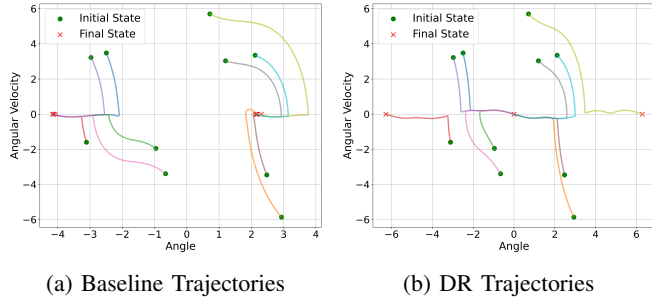 6
4
2
0
−2
−4
−6
Angular Velocity
Initial State
Final State
−4 −3 −2 −1 0 1 2 3 4
Angle
(a) Baseline Trajectories
6
4
2
0
−2
−4
−6
Angular Velocity
Initial State
Final State
−6 −4 −2 0 2 4 6
Angle
(b) DR Trajectories